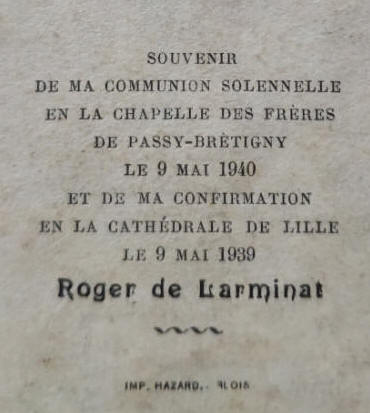 SOUVENIR
DE MA COMMUNION SOLENNELLE
EN LA CHAPELLE DES FRÈRES
DE PASSY-BRÉTIGNY
LE 9 MAI 1940
ET DE MA CONFIRMATION
EN LA CATHÉDRALE DE LILLE
LE 9 MAI 1939
Roger de Larminat
IMP. HAZARD,. BLOIS